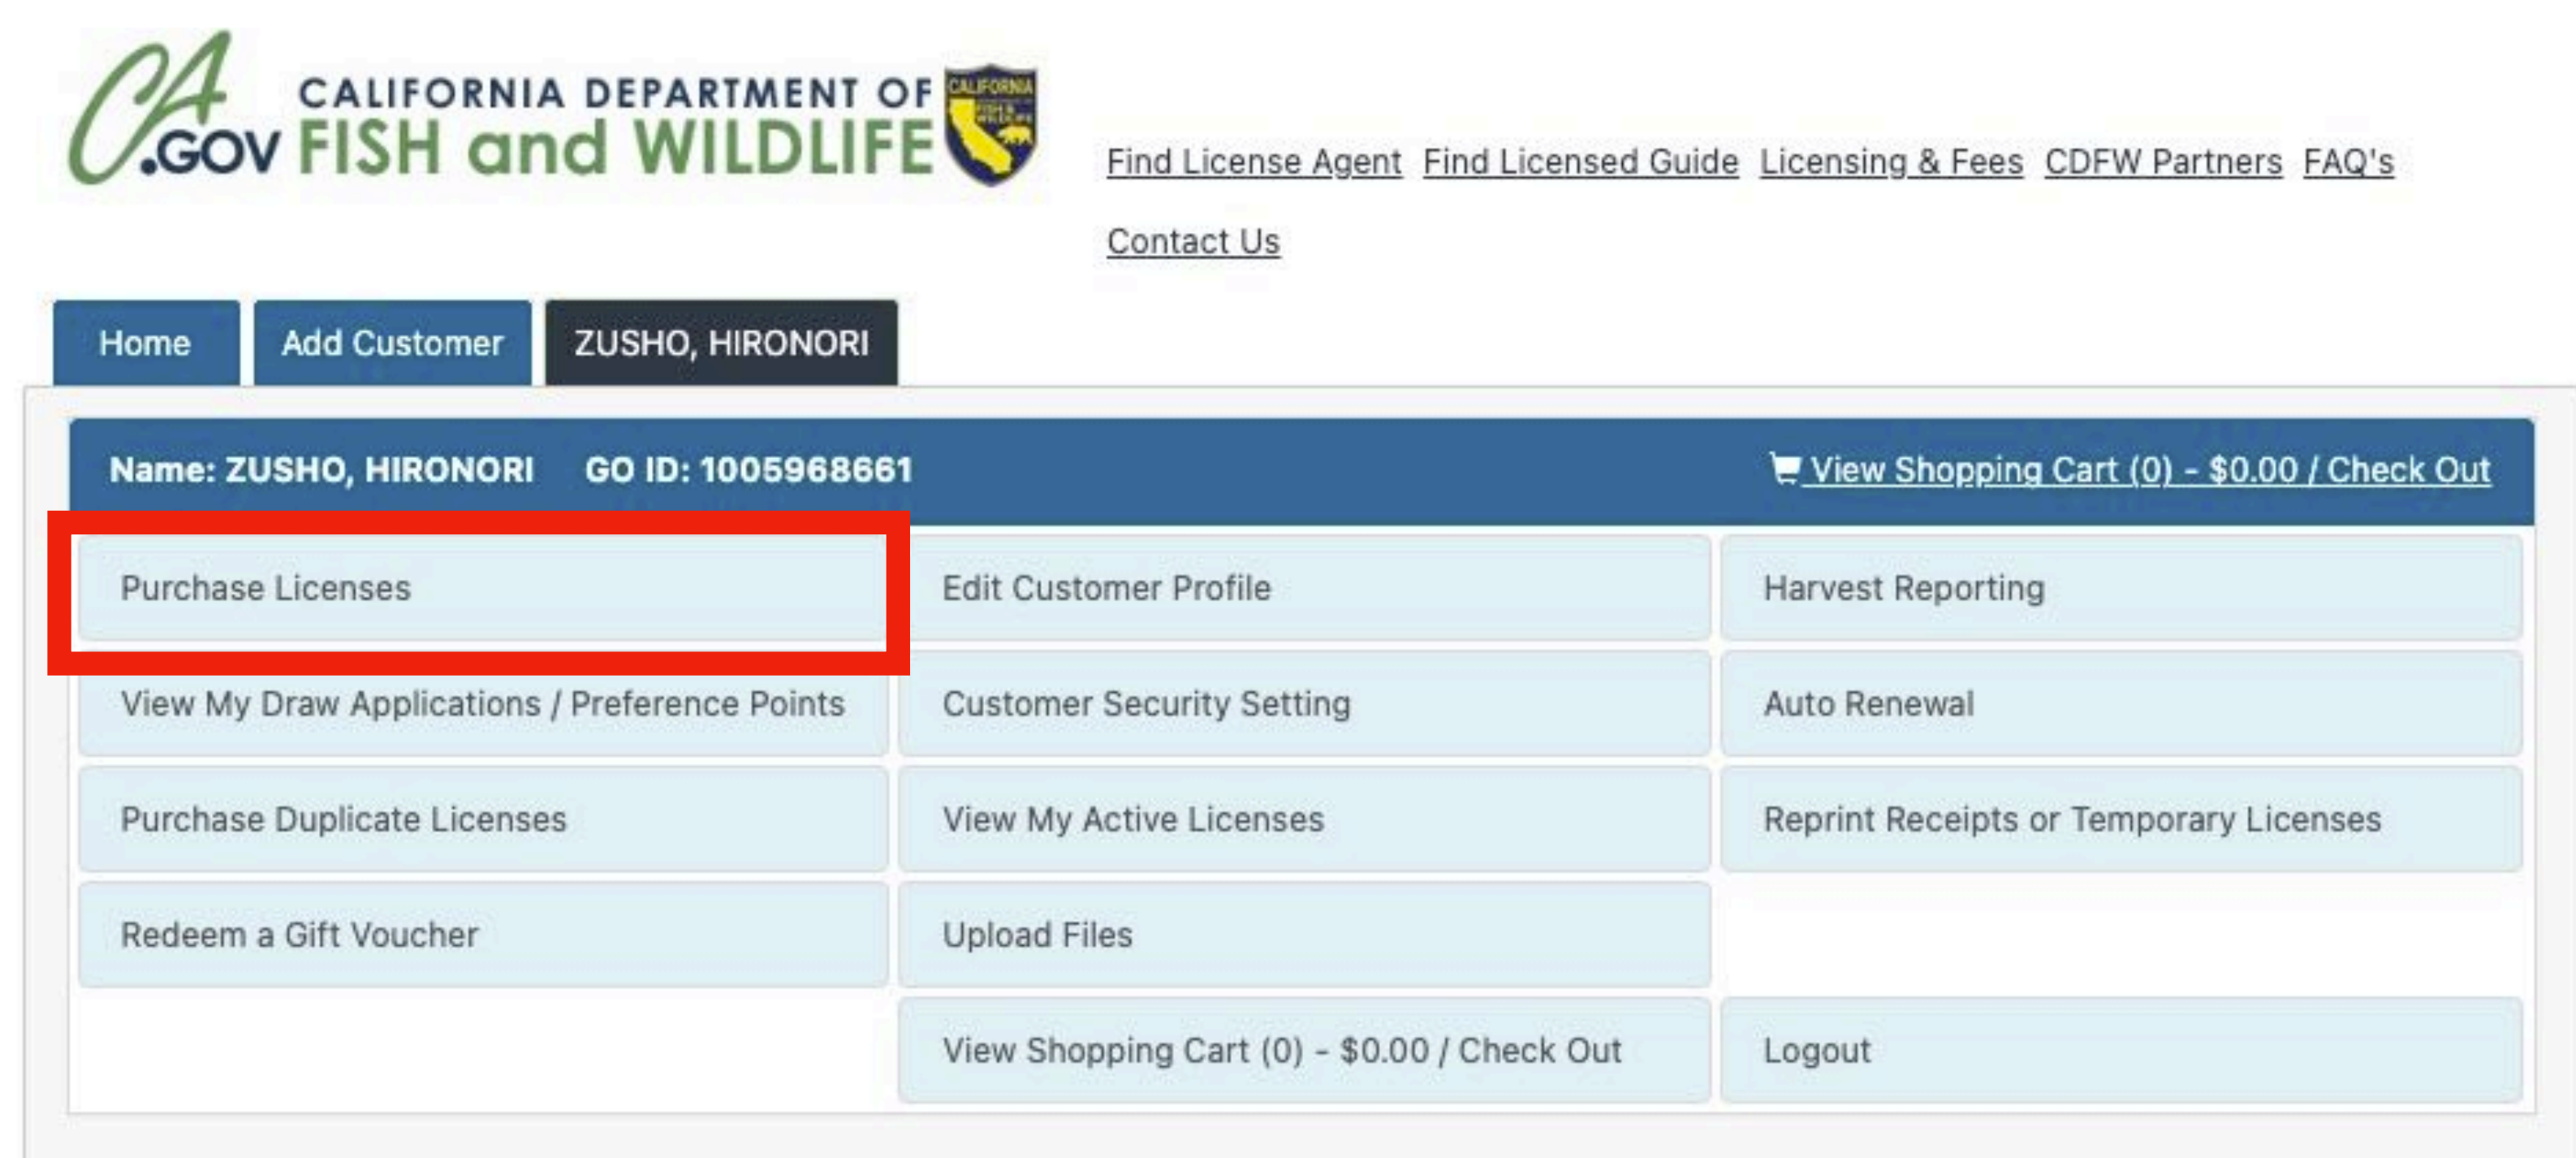 CA
.GOV
CALIFORNIA DEPARTMENT OF
FISH and WILDLIFE
CALIFORNIA
FISH &
WILDLIFE
Find License Agent Find Licensed Guide Licensing & Fees CDFW Partners FAQ's
Contact Us
Home Add Customer ZUSHO, HIRONORI
Name: ZUSHO, HIRONORI GO ID: 1005968661 View Shopping Cart (0) - $0.00 / Check Out
Purchase Licenses Edit Customer Profile Harvest Reporting
View My Draw Applications / Preference Points Customer Security Setting Auto Renewal
Purchase Duplicate Licenses View My Active Licenses Reprint Receipts or Temporary Licenses
Redeem a Gift Voucher Upload Files
View Shopping Cart (0) - $0.00 / Check Out Logout